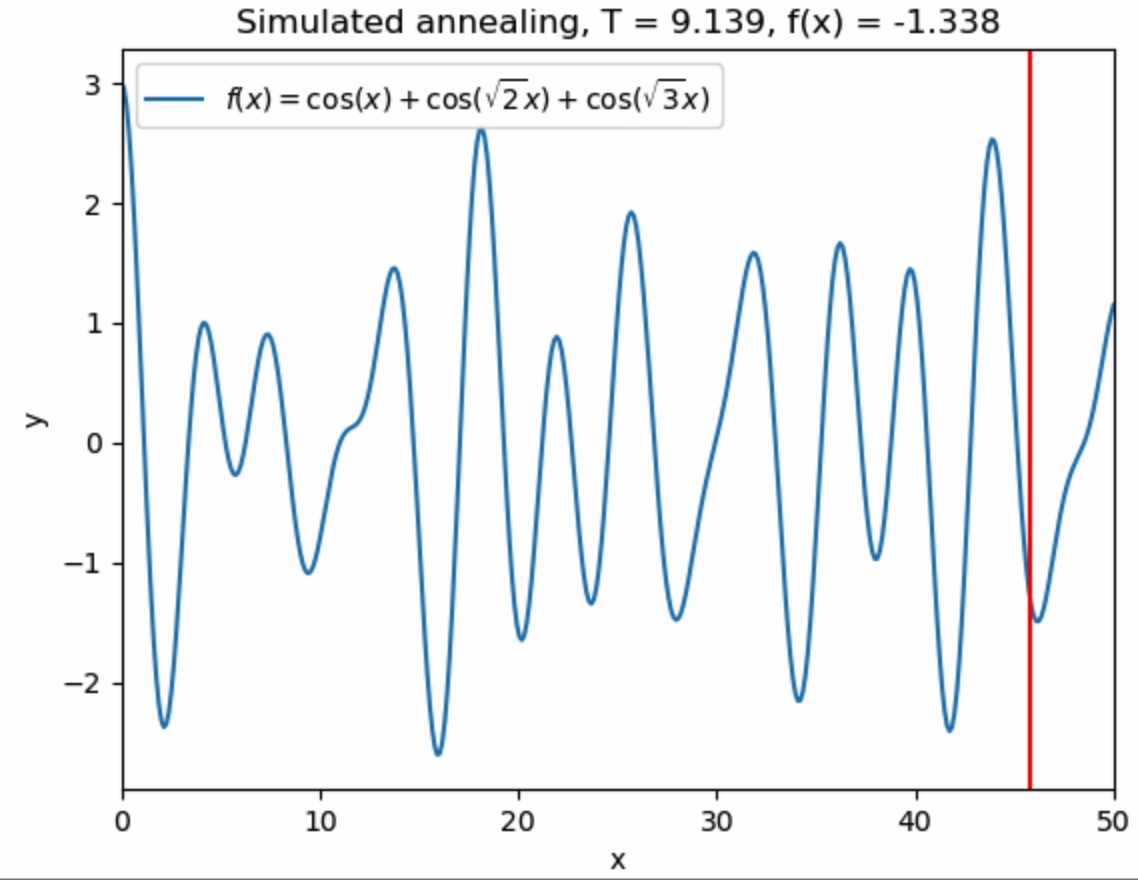 Simulated annealing, T = 9.139, f(x) = -1.338
f(x) = cos(x) + cos(√2x) + cos(√3x)
3
2
1
0
−1
−2
y
0 10 20 30 40 50
x